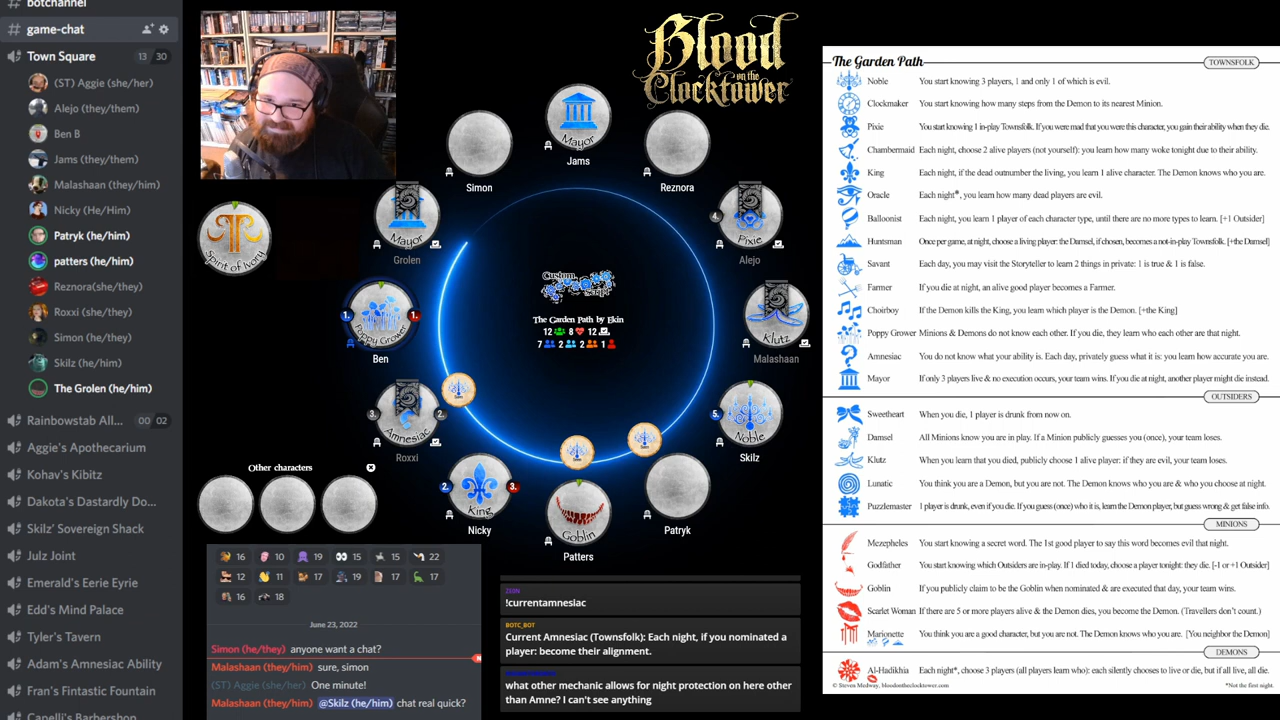 botchannel
# game-chat
Town Square 13 30
(ST) Aggie (she/her)
Alejo (they/them)
Ben B
Jams (they/them)
Malashaan (they/him)
Nicky (He/Him)
Patryk (he/him)
patters (he/him)
Reznora(she/they)
Roxxi (she/they)
Simon (he/they)
Skilz (he/him)
The Grolen (he/him)
Rainbowstab All... 00 02
Aggie's Apothecarium
Kohav's Kibitz
Dakota's Dastardly Do...
Skilz' Sovereign Shack
Julz Joint
Emerald's Eerie Eyrie
Edd's Mind Palace
Tyler's Tavern
Adam's Amnesiac Ability
Fran's Fountain Curtain
Capelli's Barbershop
Blood
on the
Clocktower
Mayor
Jams
Simon
Reznora
Mayor
Grolen
4.
Pixie
Alejo
Spirit of Ivory
1.
Poppy Grower
1.
Ben
Klutz
Malashaan
Custom
Script
The Garden Path by Ekin
12 8 12
7 2 2 1
3.
Amnesiac
2.
Roxxi
5.
Noble
Skilz
2.
King
3.
Nicky
Goblin
Patters
Patryk
Other characters
16 10 19 15 15 22
12 11 17 19 17 17
16 18
June 23, 2022
Simon (he/they) anyone want a chat?
Malashaan (they/him) sure, simon
(ST) Aggie (she/her) One minute!
Malashaan (they/him) @Skilz (he/him) chat real quick?
!currentamnesiac
BOTC_BOT
Current Amnesiac (Townsfolk): Each night, if you nominated a
player: become their alignment.
what other mechanic allows for night protection on here other
than Amne? I can't see anything
The Garden Path
TOWNSFOLK
Noble You start knowing 3 players, 1 and only 1 of which is evil.
Clockmaker You start knowing how many steps from the Demon to its nearest Minion.
Pixie You start knowing 1 in-play Townsfolk. If you were mad that you were this character, you gain their ability when they die.
Chambermaid Each night, choose 2 alive players (not yourself): you learn how many woke tonight due to their ability.
King Each night, if the dead outnumber the living, you learn 1 alive character. The Demon knows who you are.
Oracle Each night*, you learn how many dead players are evil.
Balloonist Each night, you learn 1 player of each character type, until there are no more types to learn. [+1 Outsider]
Huntsman Once per game, at night, choose a living player: the Damsel, if chosen, becomes a not-in-play Townsfolk. [+the Damsel]
Savant Each day, you may visit the Storyteller to learn 2 things in private: 1 is true & 1 is false.
Farmer If you die at night, an alive good player becomes a Farmer.
Choirboy If the Demon kills the King, you learn which player is the Demon. [+the King]
Poppy Grower Minions & Demons do not know each other. If you die, they learn who each other are that night.
Amnesiac You do not know what your ability is. Each day, privately guess what it is: you learn how accurate you are.
Mayor If only 3 players live & no execution occurs, your team wins. If you die at night, another player might die instead.
OUTSIDERS
Sweetheart When you die, 1 player is drunk from now on.
Damsel All Minions know you are in play. If a Minion publicly guesses you (once), your team loses.
Klutz When you learn that you died, publicly choose 1 alive player: if they are evil, your team loses.
Lunatic You think you are a Demon, but you are not. The Demon knows who you are & who you choose at night.
Puzzlemaster 1 player is drunk, even if you die. If you guess (once) who it is, learn the Demon player, but guess wrong & get false info.
MINIONS
Mezepheles You start knowing a secret word. The 1st good player to say this word becomes evil that night.
Godfather You start knowing which Outsiders are in-play. If 1 died today, choose a player tonight: they die. [-1 or +1 Outsider]
Goblin If you publicly claim to be the Goblin when nominated & are executed that day, your team wins.
Scarlet Woman If there are 5 or more players alive & the Demon dies, you become the Demon. (Travellers don't count.)
Marionette You think you are a good character, but you are not. The Demon knows who you are. [You neighbor the Demon]
DEMONS
Al-Hadikhia Each night*, choose 3 players (all players learn who): each silently chooses to live or die, but if all live, all die.
© Steven Medway, bloodontheclocktower.com
*Not the first night.